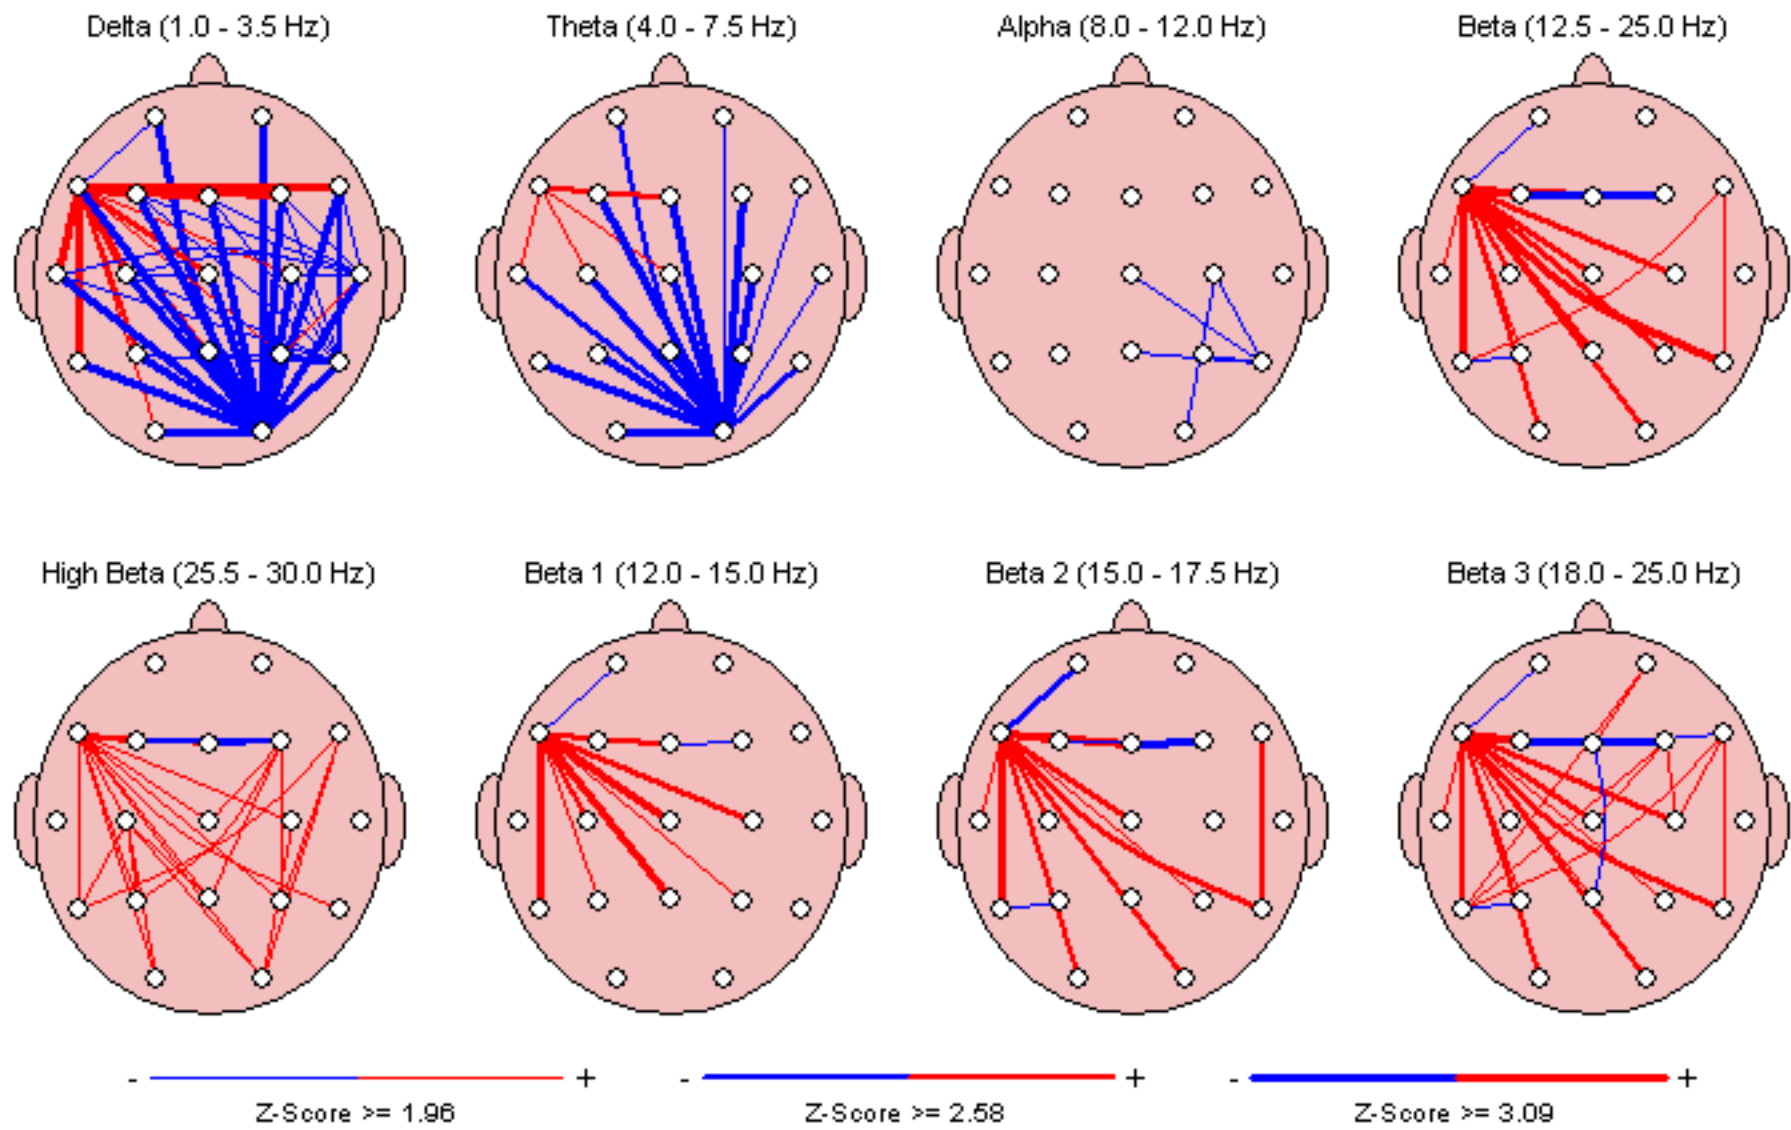 Delta (1.0 - 3.5 Hz)
Theta (4.0 - 7.5 Hz)
Alpha (8.0 - 12.0 Hz)
Beta (12.5 - 25.0 Hz)
High Beta (25.5 - 30.0 Hz)
Beta 1 (12.0 - 15.0 Hz)
Beta 2 (15.0 - 17.5 Hz)
Beta 3 (18.0 - 25.0 Hz)
- +
- +
- +
Z-Score >= 1.96
Z-Score >= 2.58
Z-Score >= 3.09